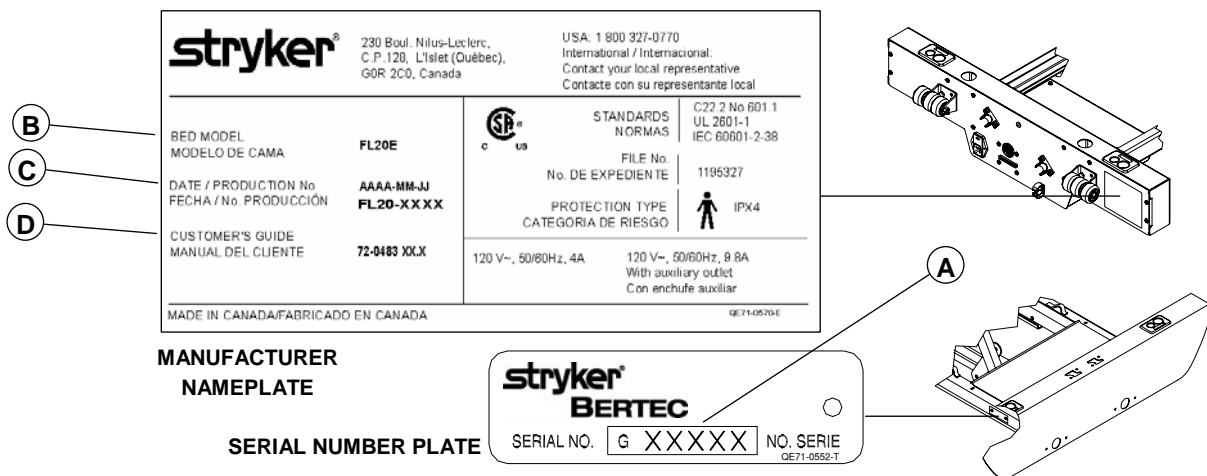 stryker®
230 Boul. Nilus-Leclerc,
C.P.120, L'Islet (Québec),
G0R 2C0, Canada
USA: 1 800 327-0770
International / Internacional:
Contact your local representative
Contacte con su representante local
B
BED MODEL
MODELO DE CAMA
FL20E
C
DATE / PRODUCTION No
FECHA / No. PRODUCCIÓN
AAAA-MM-JJ
FL20-XXXX
D
CUSTOMER'S GUIDE
MANUAL DEL CLIENTE
72-0483 XX.X
SA ®
C US
STANDARDS
NORMAS
C22.2 No 601.1
UL 2601-1
IEC 60601-2-38
FILE No.
No. DE EXPEDIENTE
1195327
PROTECTION TYPE
CATEGORIA DE RIESGO
IPX4
120 V~, 50/60Hz, 4A
120 V~, 50/60Hz, 9.8A
With auxiliary outlet
Con enchufe auxiliar
MADE IN CANADA/FABRICADO EN CANADA
QE71-0570-E
A
MANUFACTURER
NAMEPLATE
SERIAL NUMBER PLATE
stryker®
BERTEC
SERIAL NO. G XXXXX NO. SERIE
QE71-0552-T